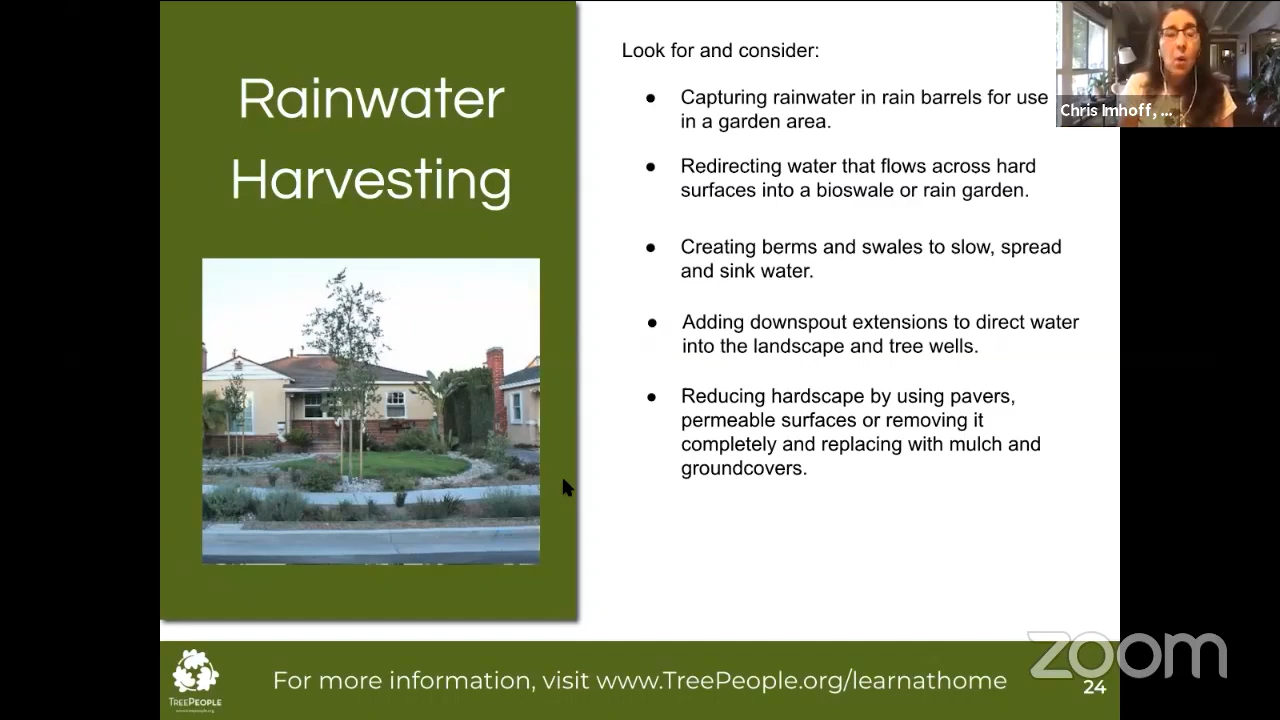 Rainwater
Harvesting
Look for and consider:
● Capturing rainwater in rain barrels for use
in a garden area.
● Redirecting water that flows across hard
surfaces into a bioswale or rain garden.
● Creating berms and swales to slow, spread
and sink water.
● Adding downspout extensions to direct water
into the landscape and tree wells.
● Reducing hardscape by using pavers,
permeable surfaces or removing it
completely and replacing with mulch and
groundcovers.
Chris Imhoff, ...
TREEPEOPLE
www.treepeople.org
For more information, visit www.TreePeople.org/learnathome
zoom
24